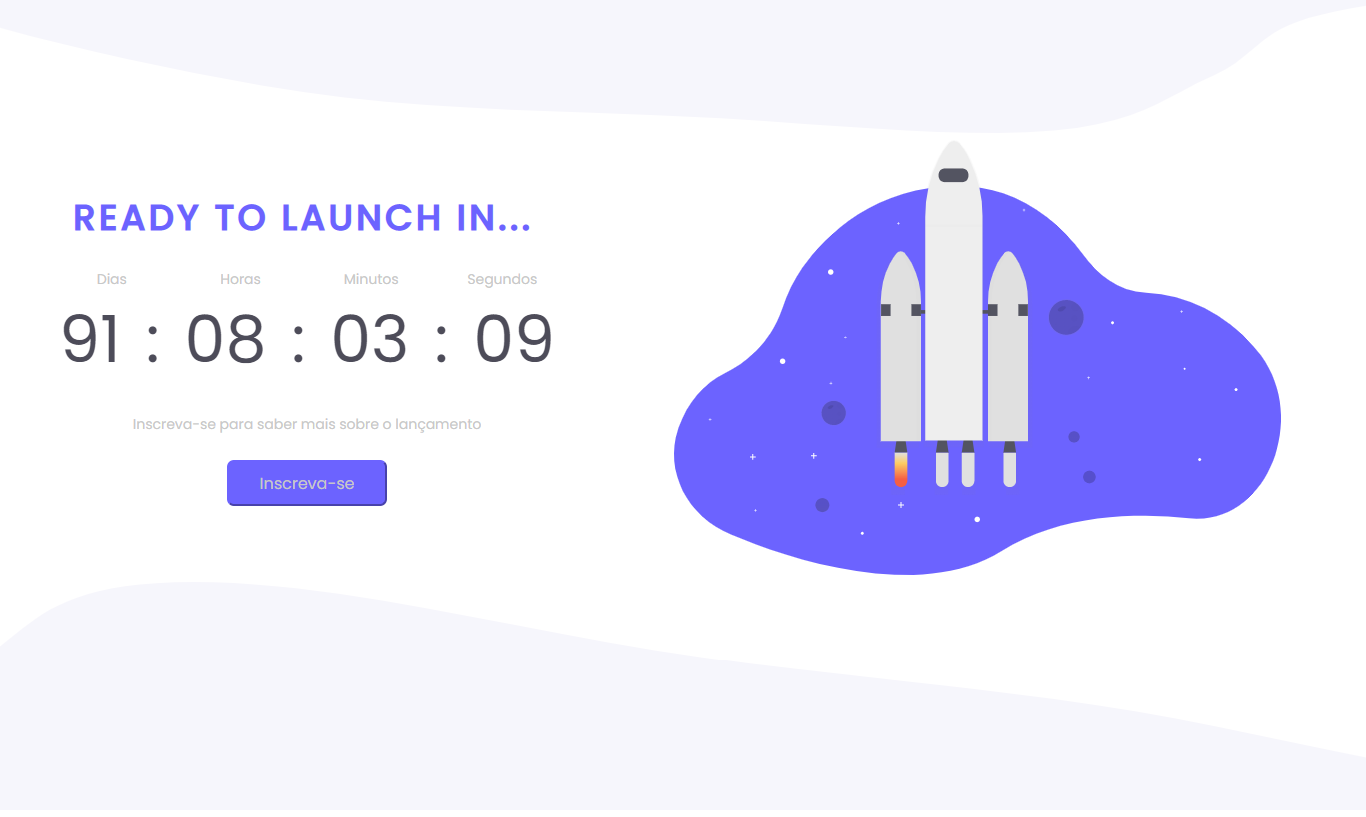 READY TO LAUNCH IN...
Dias Horas Minutos Segundos
91 : 08 : 03 : 09
Inscreva-se para saber mais sobre o lançamento
Inscreva-se